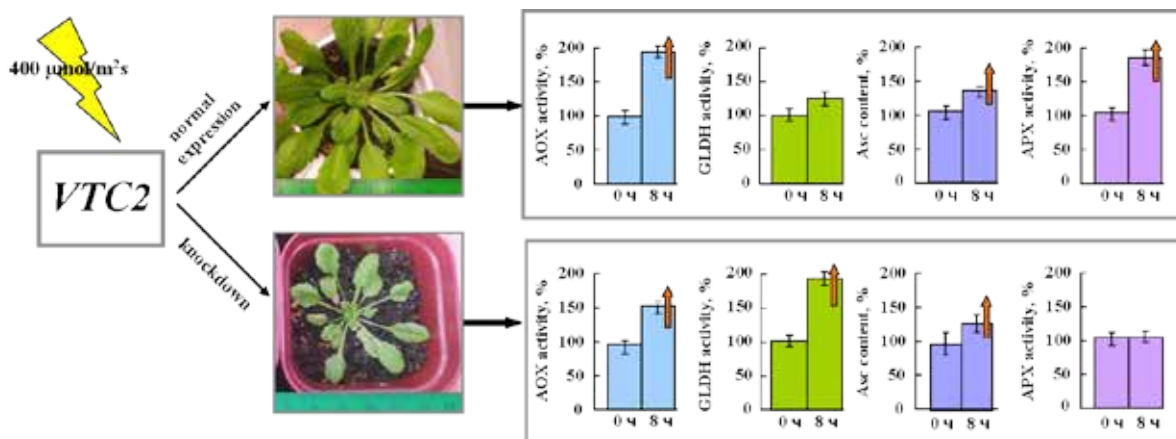 400 μmol/m²s
normal
expression
VTC2
knockdown
AOX activity, %
200
150
100
50
0
0 ч 8 ч
GLDH activity, %
200
150
100
50
0
0 ч 8 ч
Asc content, %
200
150
100
50
0
0 ч 8 ч
APX activity, %
200
150
100
50
0
0 ч 8 ч
AOX activity, %
200
150
100
50
0
0 ч 8 ч
GLDH activity, %
200
150
100
50
0
0 ч 8 ч
Asc content, %
200
150
100
50
0
0 ч 8 ч
APX activity, %
200
150
100
50
0
0 ч 8 ч